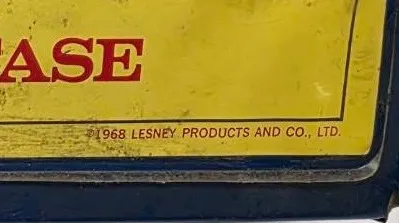 ASE
©1968 LESNEY PRODUCTS AND CO., LTD.